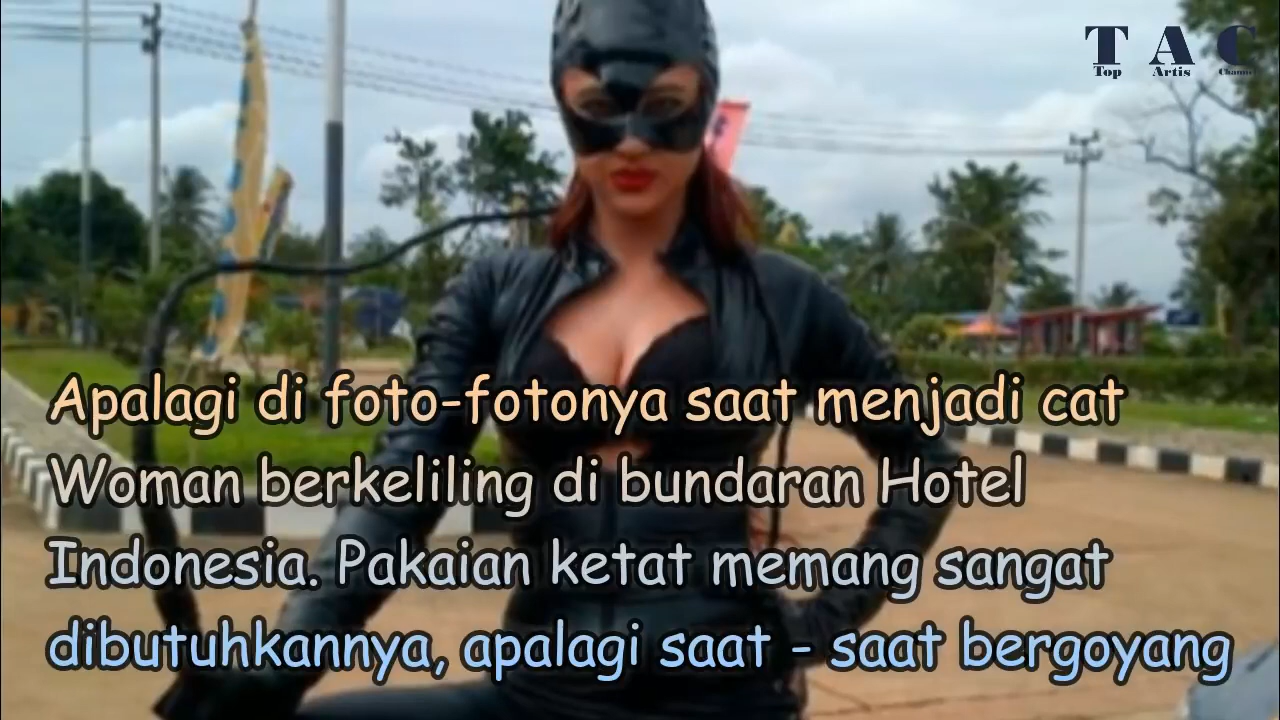 T A C
Top Artis Channel
Apalagi di foto-fotonya saat menjadi cat
Woman berkeliling di bundaran Hotel
Indonesia. Pakaian ketat memang sangat
dibutuhkannya, apalagi saat - saat bergoyang